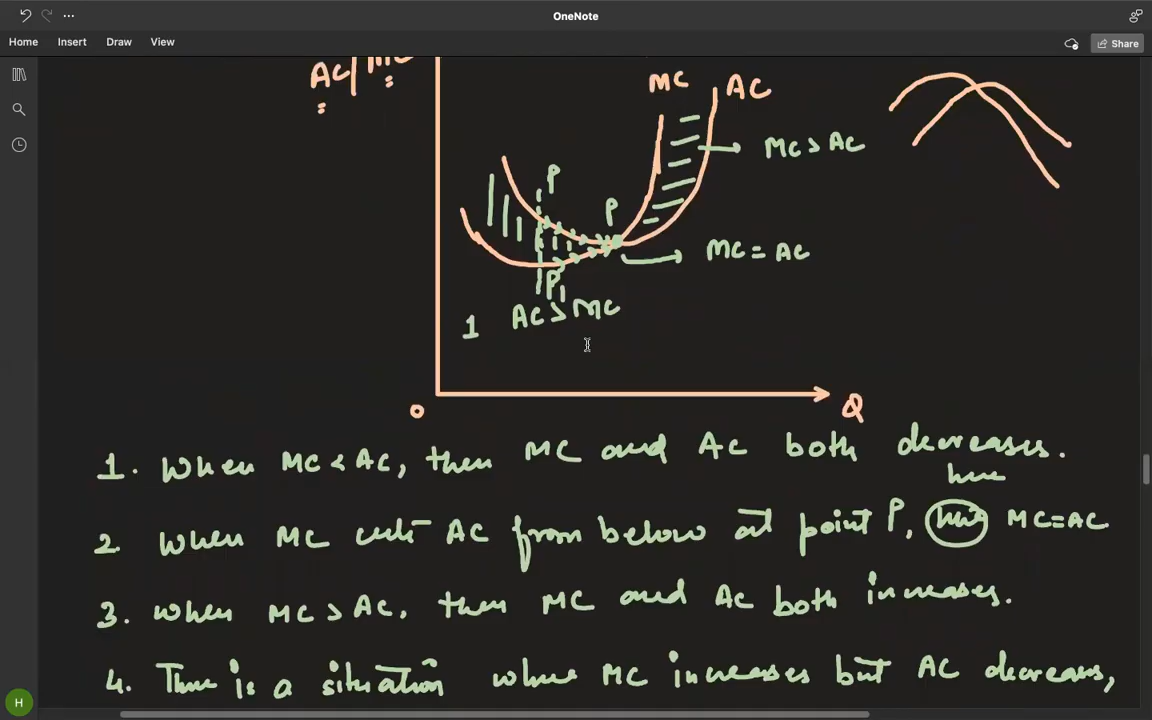 OneNote
Home Insert Draw View
Share
AC/MC
MC AC
MC > AC
P
P
MC = AC
P1
1 AC > MC
O
Q
1. When MC < AC, then MC and AC both decreases.
here
2. When MC cuts AC from below at point P, MC=AC
3. when MC > AC, then MC and AC both increases.
4. There is a situation where MC increases but AC decreases,
H